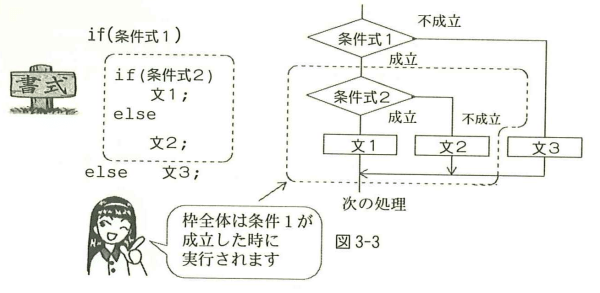 書式
if(条件式1)
if(条件式2)
文1;
else
文2;
else 文3;
条件式1
不成立
成立
条件式2
成立
不成立
文1
文2
文3
次の処理
枠全体は条件1が
成立した時に
実行されます
図3-3